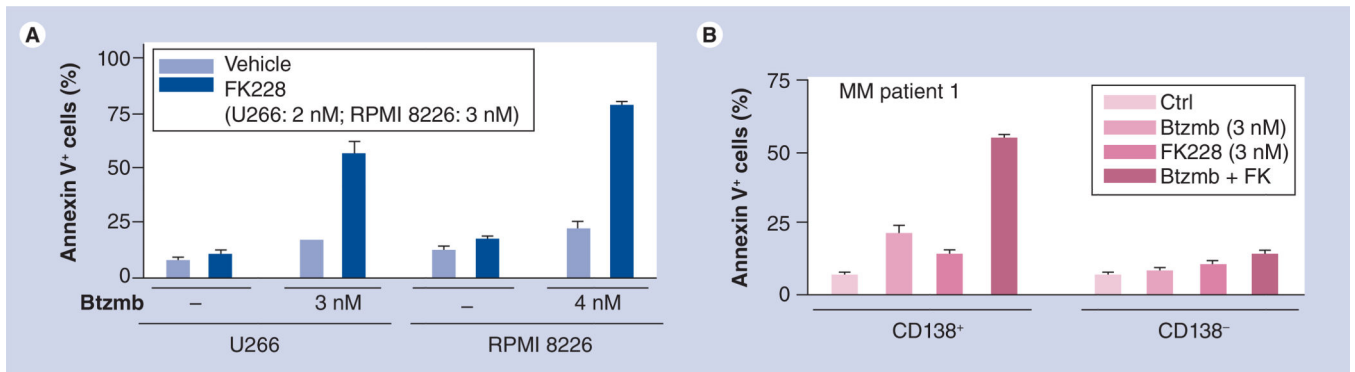 A
Annexin V⁺ cells (%)
100
75
50
25
0
Vehicle
FK228
(U266: 2 nM; RPMI 8226: 3 nM)
Btzmb – 3 nM – 4 nM
U266 RPMI 8226
B
Annexin V⁺ cells (%)
75
50
25
0
MM patient 1
Ctrl
Btzmb (3 nM)
FK228 (3 nM)
Btzmb + FK
CD138⁺ CD138⁻